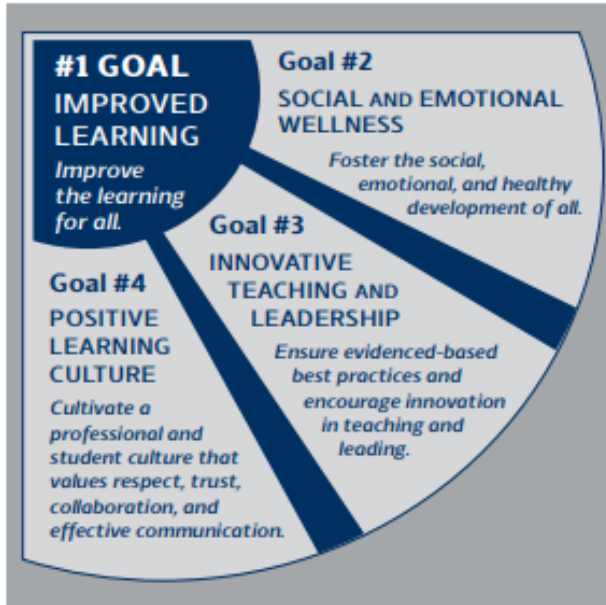 #1 GOAL
IMPROVED
LEARNING
Improve
the learning
for all.
Goal #2
SOCIAL AND EMOTIONAL
WELLNESS
Foster the social,
emotional, and healthy
development of all.
Goal #3
INNOVATIVE
TEACHING AND
LEADERSHIP
Ensure evidenced-based
best practices and
encourage innovation
in teaching and
leading.
Goal #4
POSITIVE
LEARNING
CULTURE
Cultivate a
professional and
student culture that
values respect, trust,
collaboration, and
effective communication.